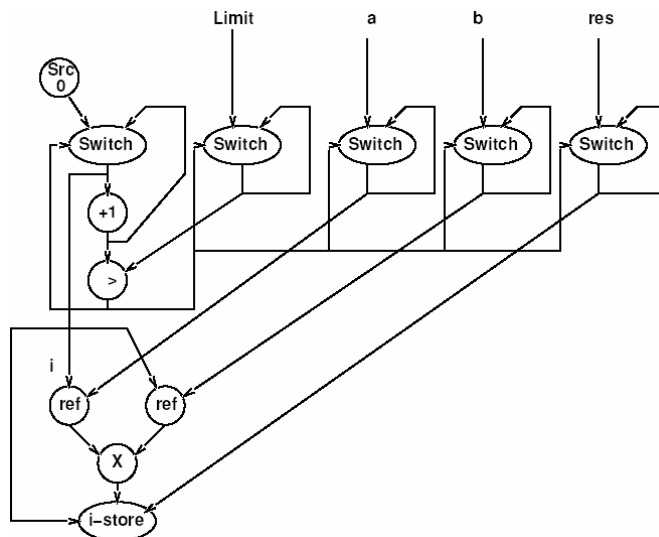 Limit a b res
Src
0
Switch Switch Switch Switch Switch
+1
>
i
ref ref
X
i-store